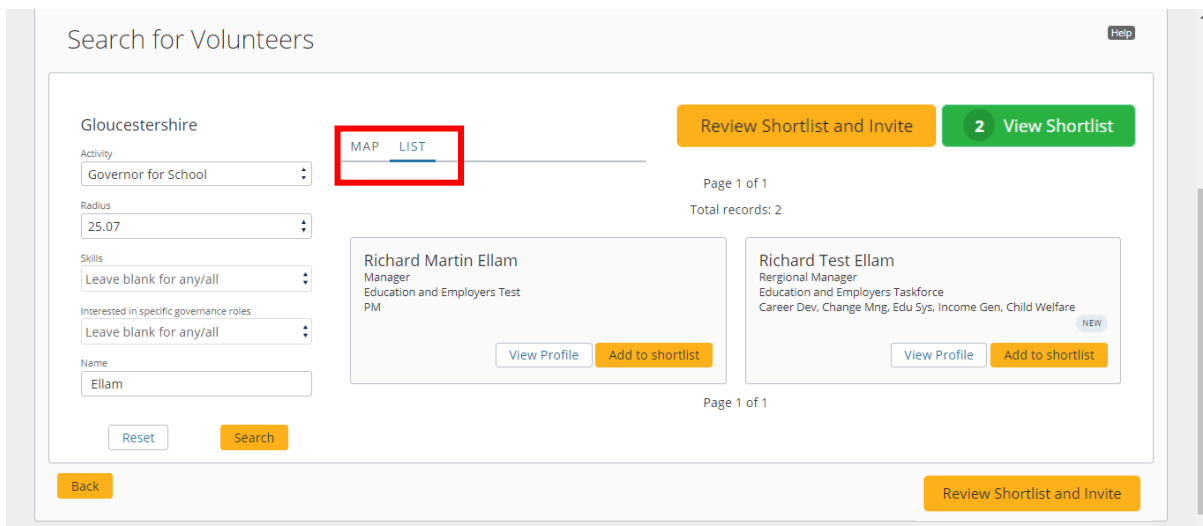 Search for Volunteers
Help
Gloucestershire
Activity
Governor for School
Radius
25.07
Skills
Leave blank for any/all
Interested in specific governance roles
Leave blank for any/all
Name
Ellam
Reset
Search
MAP LIST
Review Shortlist and Invite
2 View Shortlist
Page 1 of 1
Total records: 2
Richard Martin Ellam
Manager
Education and Employers Test
PM
View Profile
Add to shortlist
Richard Test Ellam
Rergional Manager
Education and Employers Taskforce
Career Dev, Change Mng, Edu Sys, Income Gen, Child Welfare
NEW
View Profile
Add to shortlist
Page 1 of 1
Back
Review Shortlist and Invite